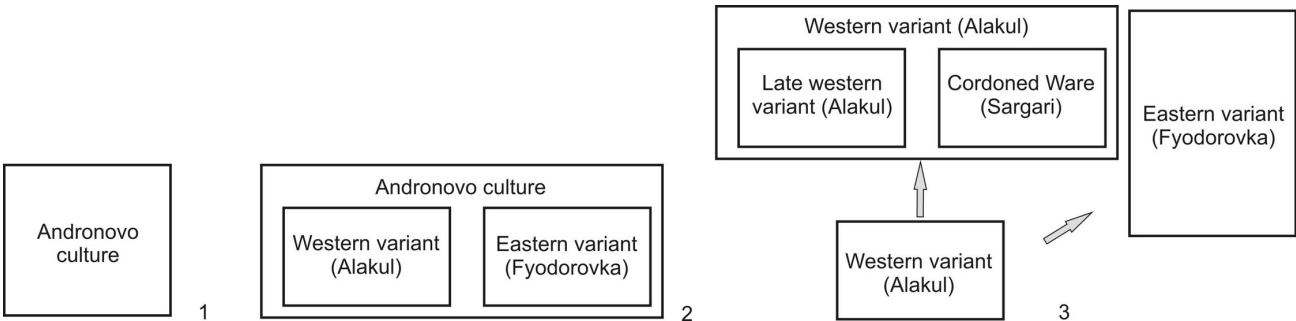 Andronovo
culture
1
Andronovo culture
Western variant
(Alakul)
Eastern variant
(Fyodorovka)
2
Western variant (Alakul)
Late western
variant (Alakul)
Cordoned Ware
(Sargari)
Eastern variant
(Fyodorovka)
Western variant
(Alakul)
3